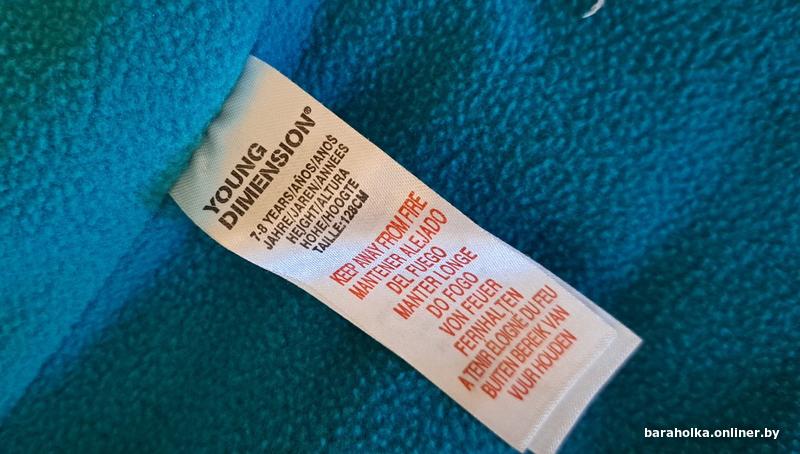 YOUNG
DIMENSION®
7-8 YEARS/AÑOS/ANOS
JAHRE/JAREN/ANNEES
HEIGHT/ALTURA
HÖHE/HOOGTE
TAILLE:128CM
KEEP AWAY FROM FIRE
MANTENER ALEJADO
DEL FUEGO
MANTER LONGE
DO FOGO
VON FEUER
FERNHALTEN
A TENIR ÉLOIGNÉ DU FEU
BUITEN BEREIK VAN
VUUR HOUDEN
baraholka.onliner.by